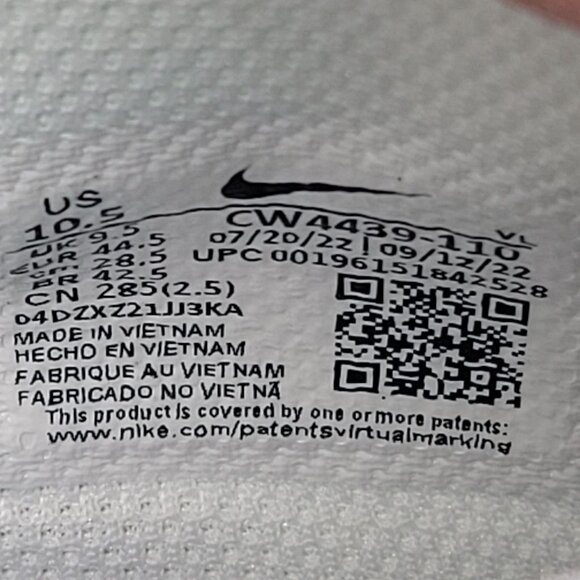 US
10.5
UK 9.5
EUR 44.5
cm 28.5
BR 42.5
CN 285(2.5)
04DZXZ21JJ3KA
MADE IN VIETNAM
HECHO EN VIETNAM
FABRIQUE AU VIETNAM
FABRICADO NO VIETNÃ
CW4439-110 VL
07/20/22 | 09/12/22
UPC 00196151842528
This product is covered by one or more patents:
www.nike.com/patentsvirtualmarking